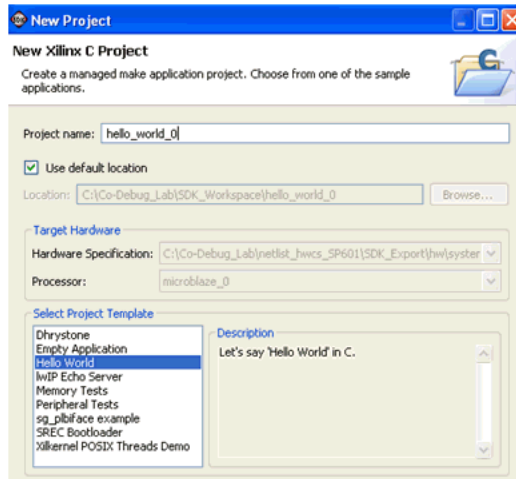 New Project
New Xilinx C Project
Create a managed make application project. Choose from one of the sample
applications.
C
Project name: hello_world_0
Use default location
Location: C:\Co-Debug_Lab\SDK_Workspace\hello_world_0 Browse...
Target Hardware
Hardware Specification: C:\Co-Debug_Lab\netlist_hwcs_SP601\SDK_Export\hw\system
Processor: microblaze_0
Select Project Template
Dhrystone
Empty Application
Hello World
lwIP Echo Server
Memory Tests
Peripheral Tests
sg_plbiface example
SREC Bootloader
Xilkernel POSIX Threads Demo
Description
Let's say 'Hello World' in C.